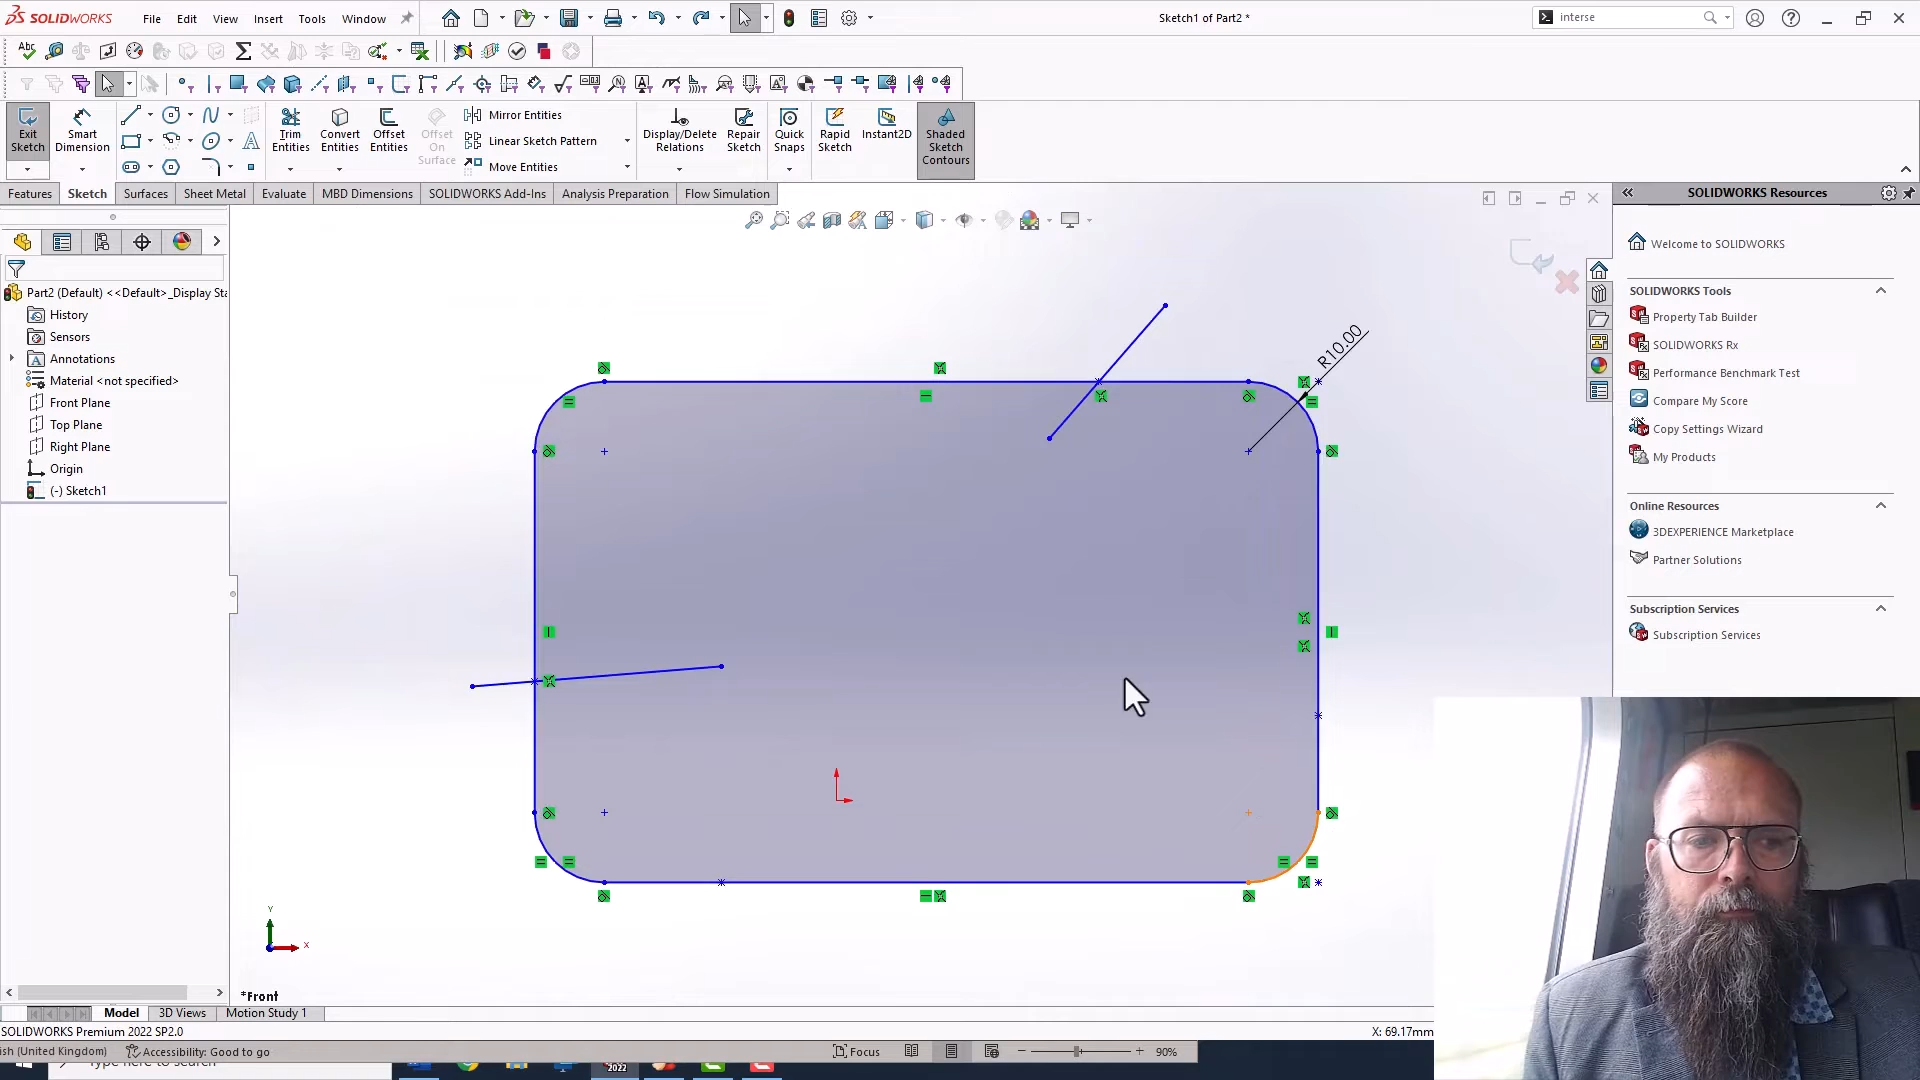 SOLIDWORKS File Edit View Insert Tools Window Sketch1 of Part2 * interse
Exit Sketch
Smart Dimension
Trim Entities
Convert Entities
Offset Entities
Offset On Surface
Mirror Entities
Linear Sketch Pattern
Move Entities
Display/Delete Relations
Repair Sketch
Quick Snaps
Rapid Sketch
Instant2D
Shaded Sketch Contours
Features Sketch Surfaces Sheet Metal Evaluate MBD Dimensions SOLIDWORKS Add-Ins Analysis Preparation Flow Simulation
Part2 (Default) <<Default>_Display Sta
History
Sensors
Annotations
Material <not specified>
Front Plane
Top Plane
Right Plane
Origin
(-) Sketch1
R10.00
Y
X
*Front
SOLIDWORKS Resources
Welcome to SOLIDWORKS
SOLIDWORKS Tools
Property Tab Builder
SOLIDWORKS Rx
Performance Benchmark Test
Compare My Score
Copy Settings Wizard
My Products
Online Resources
3DEXPERIENCE Marketplace
Partner Solutions
Subscription Services
Subscription Services
Model 3D Views Motion Study 1
SOLIDWORKS Premium 2022 SP2.0
X: 69.17mm
ish (United Kingdom) Accessibility: Good to go Focus 90%
Type here to search
2022